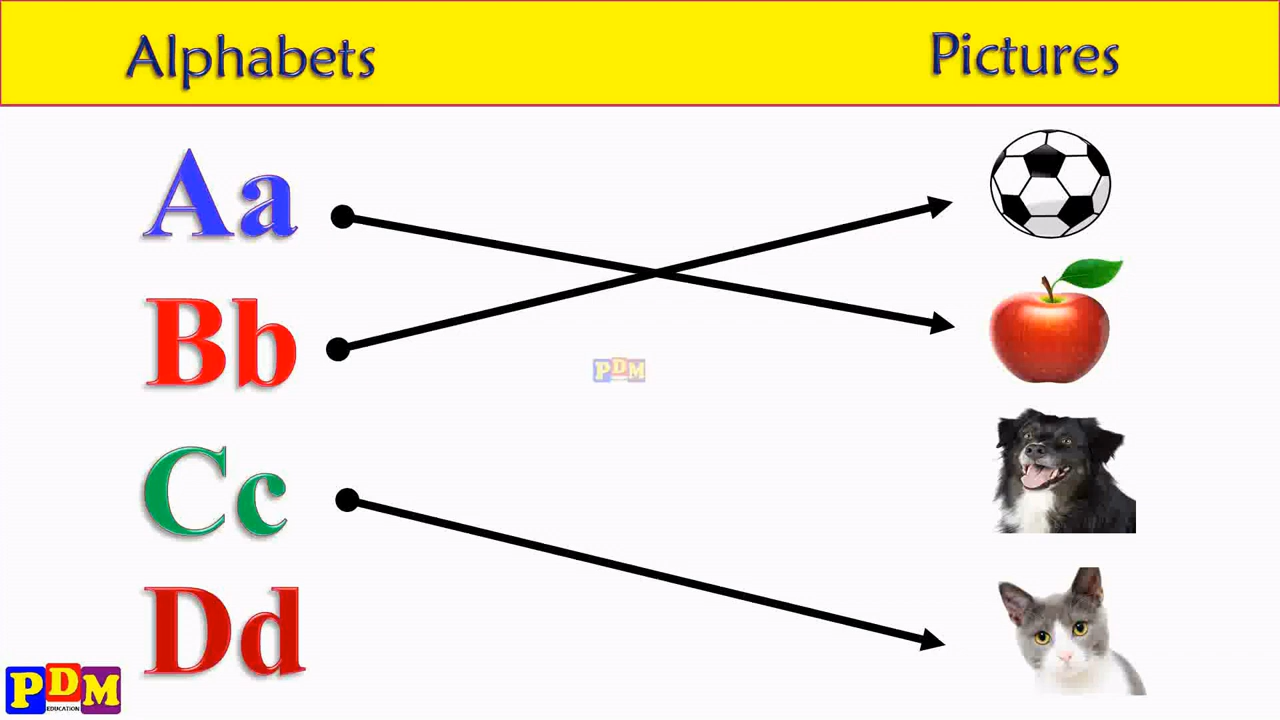 Alphabets Pictures
Aa
Bb
PDM
Cc
Dd
PDM
EDUCATION